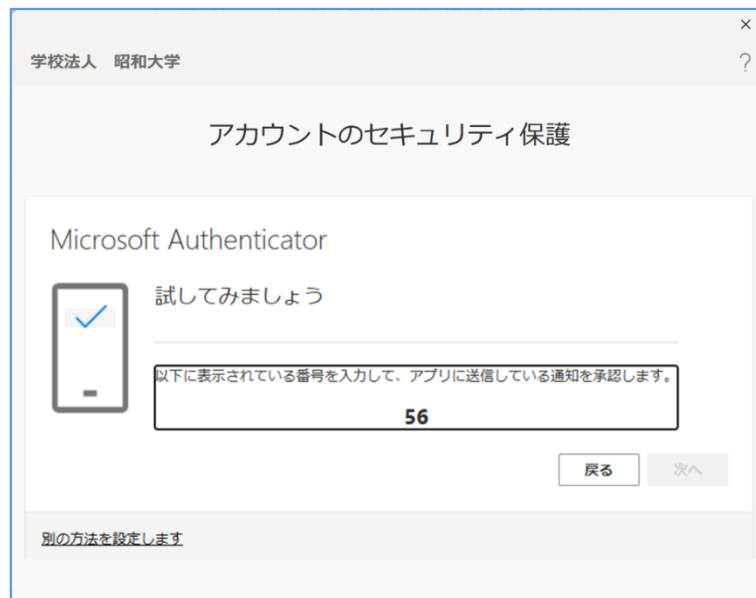 ×
学校法人　昭和大学
?
アカウントのセキュリティ保護
Microsoft Authenticator
試してみましょう
以下に表示されている番号を入力して、アプリに送信している通知を承認します。
56
戻る
次へ
別の方法を設定します